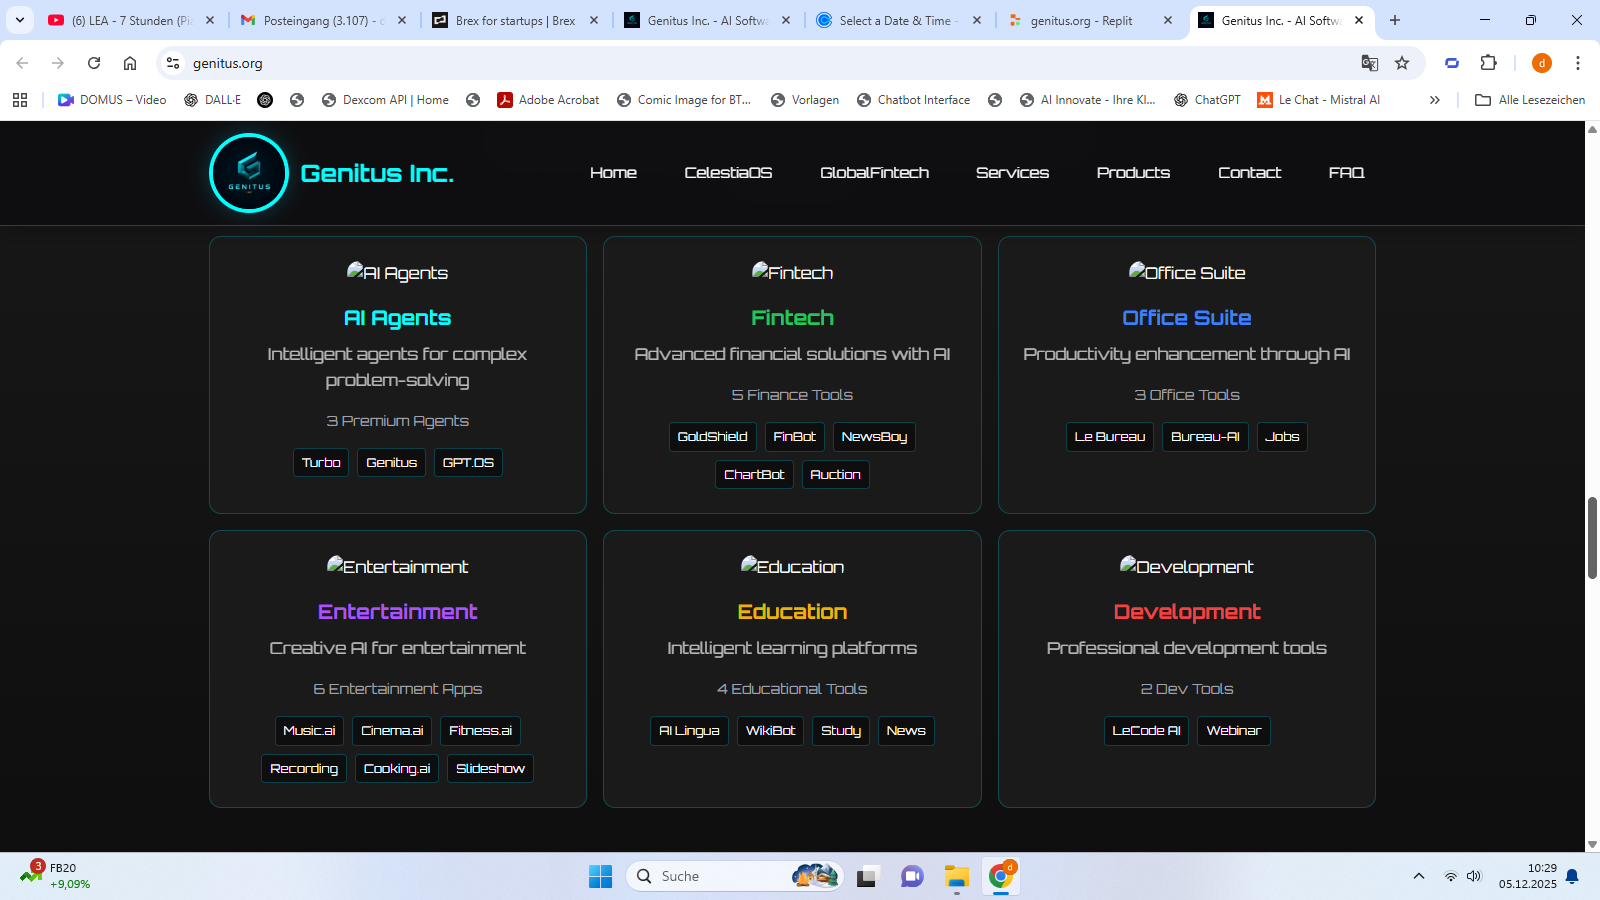 (6) LEA - 7 Stunden (Pia
Posteingang (3.107) - d
Brex for startups | Brex
Genitus Inc. - AI Softwa
Select a Date & Time -
genitus.org - Replit
Genitus Inc. - AI Softwa
genitus.org
d
DOMUS – Video
DALL·E
Dexcom API | Home
Adobe Acrobat
Comic Image for BT...
Vorlagen
Chatbot Interface
AI Innovate - Ihre KI...
ChatGPT
Le Chat - Mistral AI
Alle Lesezeichen
GENITUS
Genitus Inc.
Home
CelestiaOS
GlobalFintech
Services
Products
Contact
FAQ
AI Agents
AI Agents
Intelligent agents for complex
problem-solving
3 Premium Agents
Turbo
Genitus
GPT.OS
Fintech
Fintech
Advanced financial solutions with AI
5 Finance Tools
GoldShield
FinBot
NewsBoy
ChartBot
Auction
Office Suite
Office Suite
Productivity enhancement through AI
3 Office Tools
Le Bureau
Bureau-AI
Jobs
Entertainment
Entertainment
Creative AI for entertainment
6 Entertainment Apps
Music.ai
Cinema.ai
Fitness.ai
Recording
Cooking.ai
Slideshow
Education
Education
Intelligent learning platforms
4 Educational Tools
AI Lingua
WikiBot
Study
News
Development
Development
Professional development tools
2 Dev Tools
LeCode AI
Webinar
3
FB20
+9,09%
Suche
d
10:29
05.12.2025